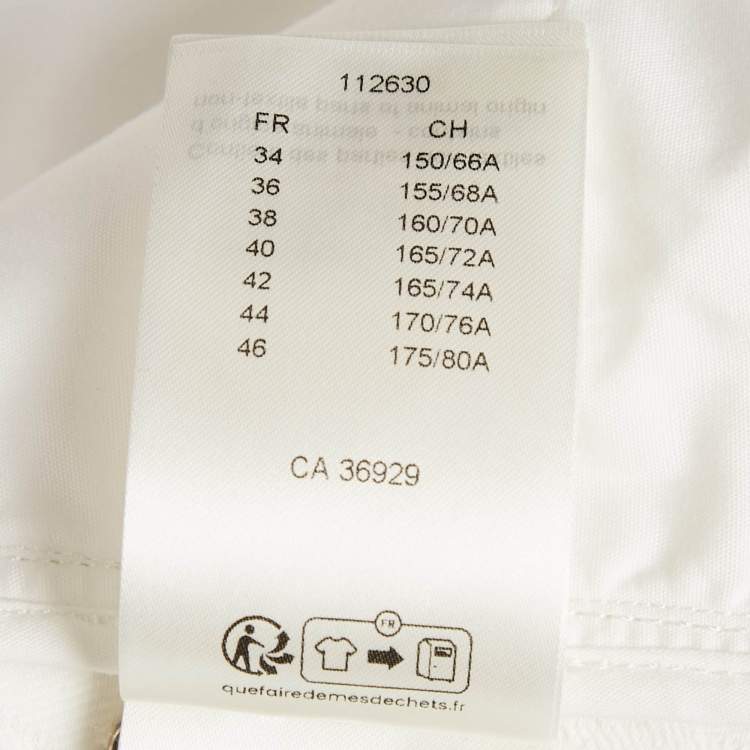 112630
FR CH
34 150/66A
36 155/68A
38 160/70A
40 165/72A
42 165/74A
44 170/76A
46 175/80A
CA 36929
FR
quefairedemesdechets.fr